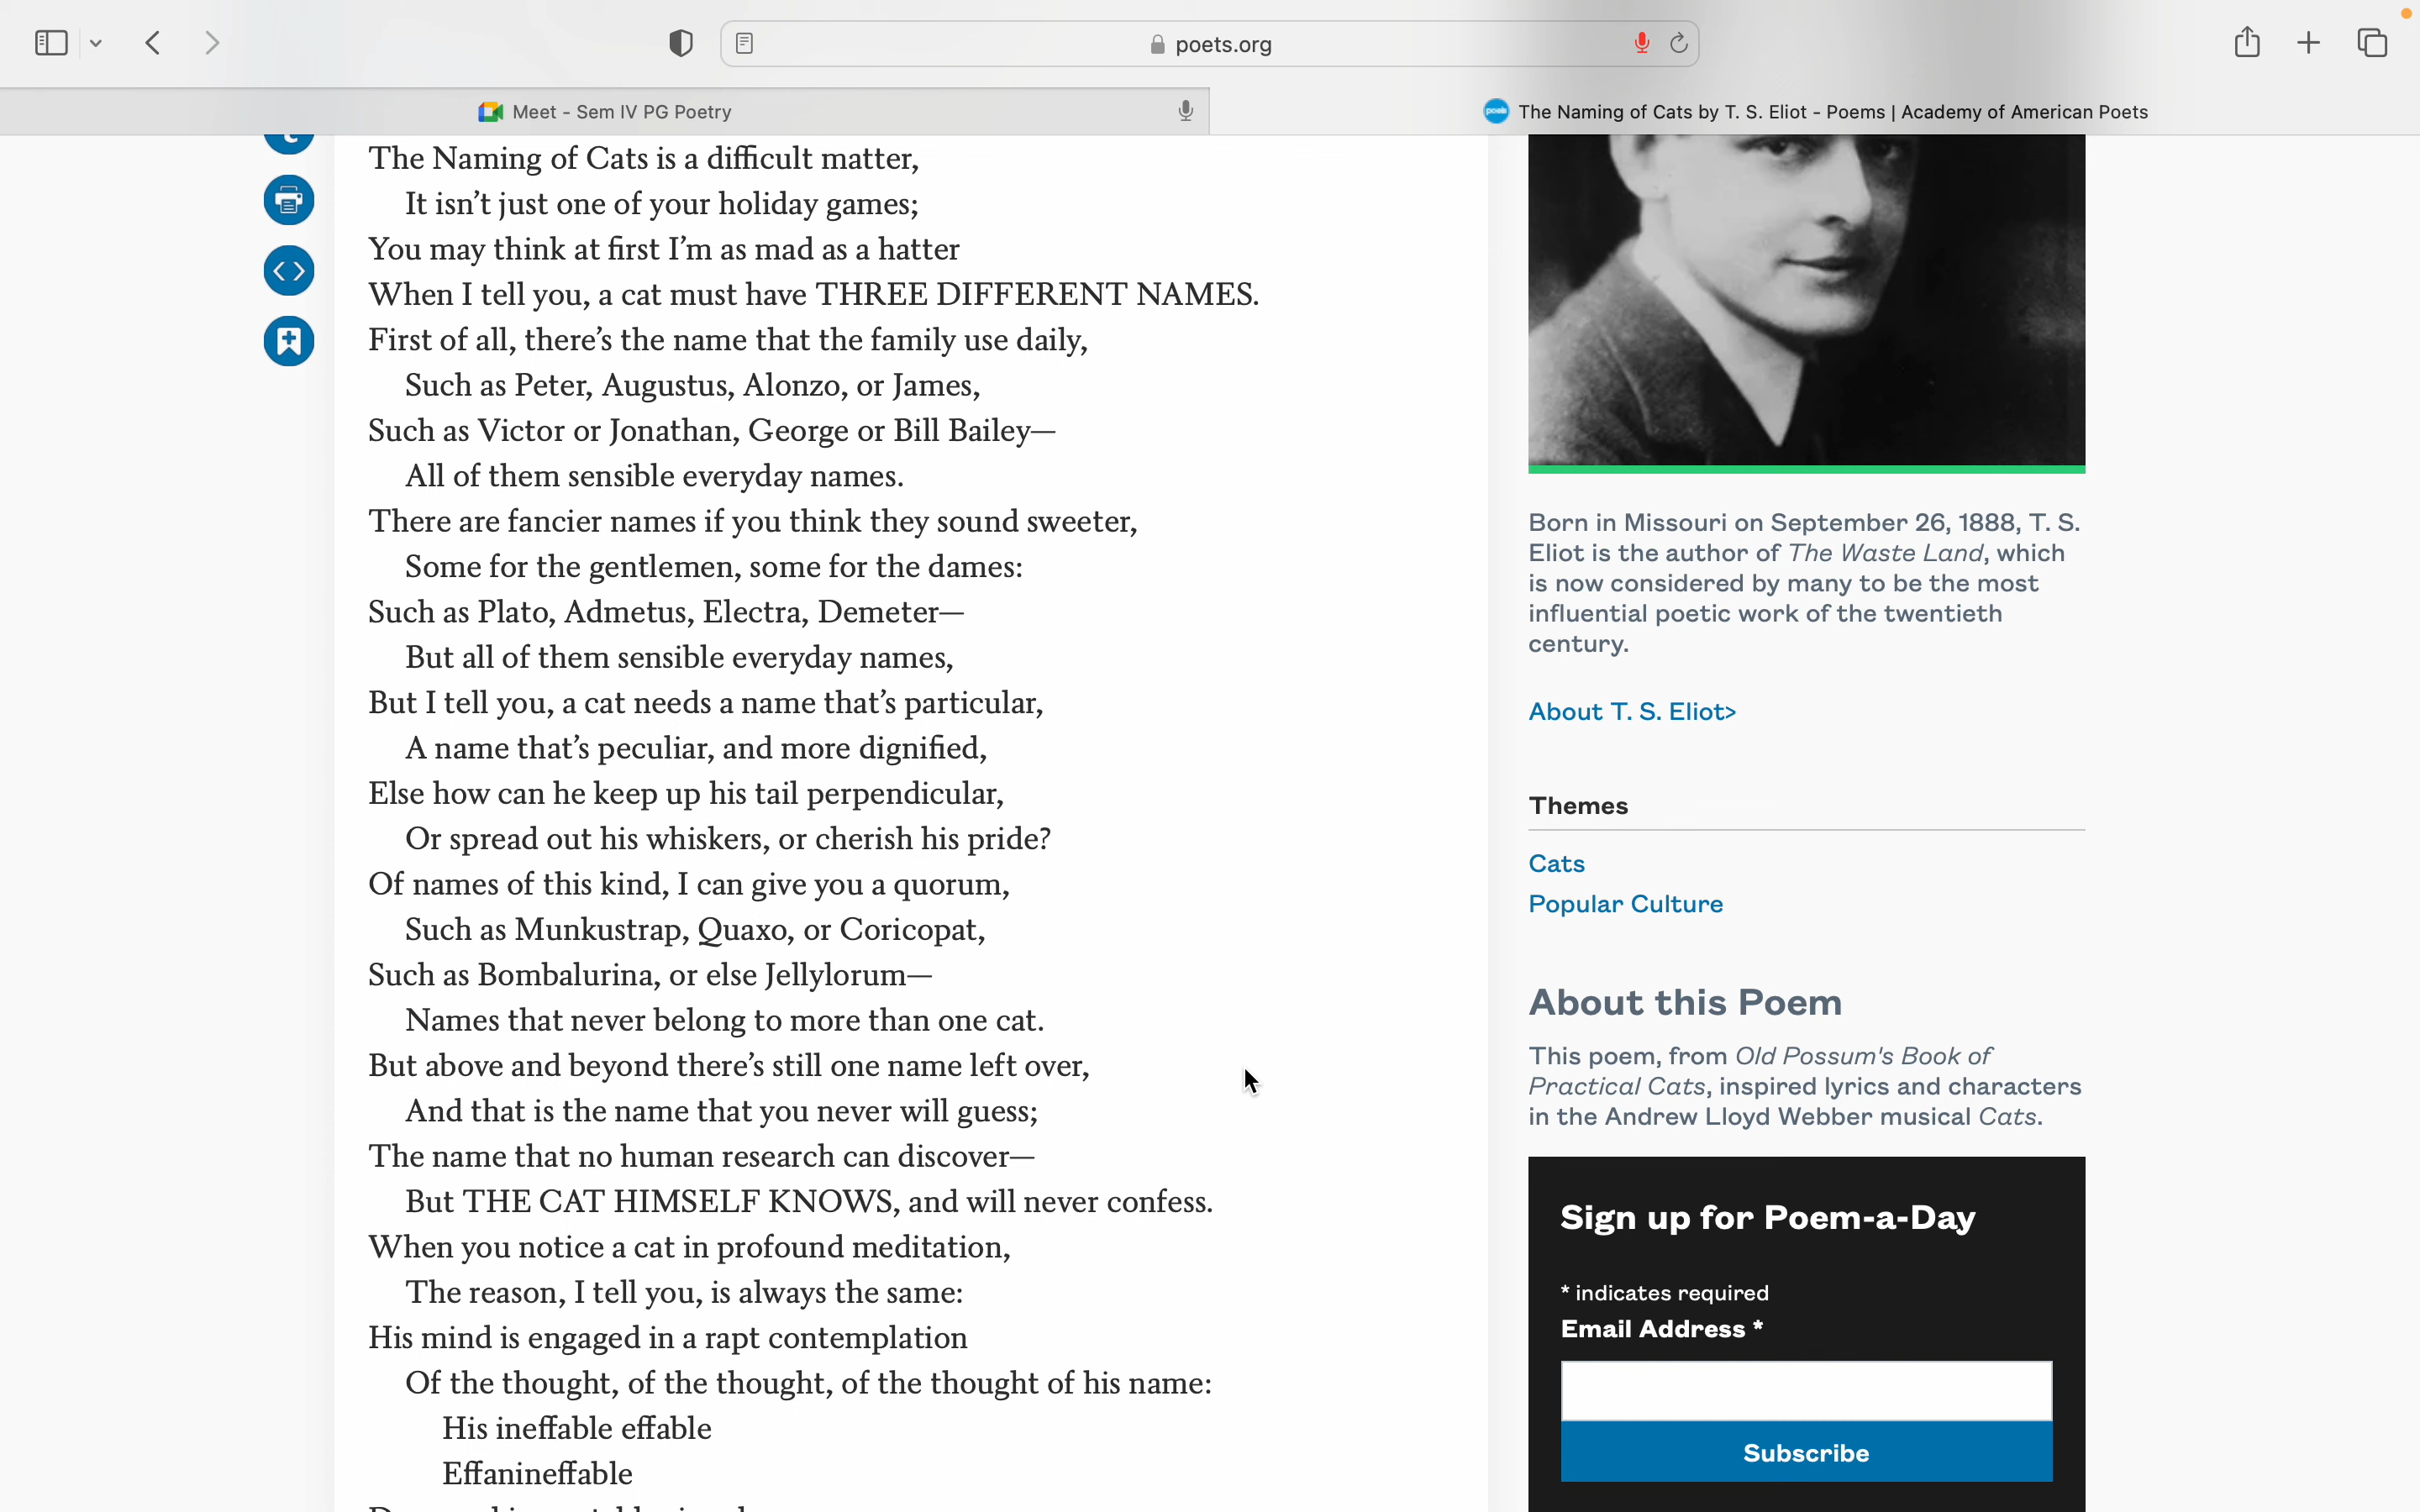 poets.org
Meet - Sem IV PG Poetry
The Naming of Cats by T. S. Eliot - Poems | Academy of American Poets
The Naming of Cats is a difficult matter,
It isn't just one of your holiday games;
You may think at first I'm as mad as a hatter
When I tell you, a cat must have THREE DIFFERENT NAMES.
First of all, there's the name that the family use daily,
Such as Peter, Augustus, Alonzo, or James,
Such as Victor or Jonathan, George or Bill Bailey—
All of them sensible everyday names.
There are fancier names if you think they sound sweeter,
Some for the gentlemen, some for the dames:
Such as Plato, Admetus, Electra, Demeter—
But all of them sensible everyday names,
But I tell you, a cat needs a name that's particular,
A name that's peculiar, and more dignified,
Else how can he keep up his tail perpendicular,
Or spread out his whiskers, or cherish his pride?
Of names of this kind, I can give you a quorum,
Such as Munkustrap, Quaxo, or Coricopat,
Such as Bombalurina, or else Jellylorum—
Names that never belong to more than one cat.
But above and beyond there's still one name left over,
And that is the name that you never will guess;
The name that no human research can discover—
But THE CAT HIMSELF KNOWS, and will never confess.
When you notice a cat in profound meditation,
The reason, I tell you, is always the same:
His mind is engaged in a rapt contemplation
Of the thought, of the thought, of the thought of his name:
His ineffable effable
Effanineffable
Born in Missouri on September 26, 1888, T. S.
Eliot is the author of The Waste Land, which
is now considered by many to be the most
influential poetic work of the twentieth
century.
About T. S. Eliot>
Themes
Cats
Popular Culture
About this Poem
This poem, from Old Possum's Book of
Practical Cats, inspired lyrics and characters
in the Andrew Lloyd Webber musical Cats.
Sign up for Poem-a-Day
* indicates required
Email Address *
Subscribe